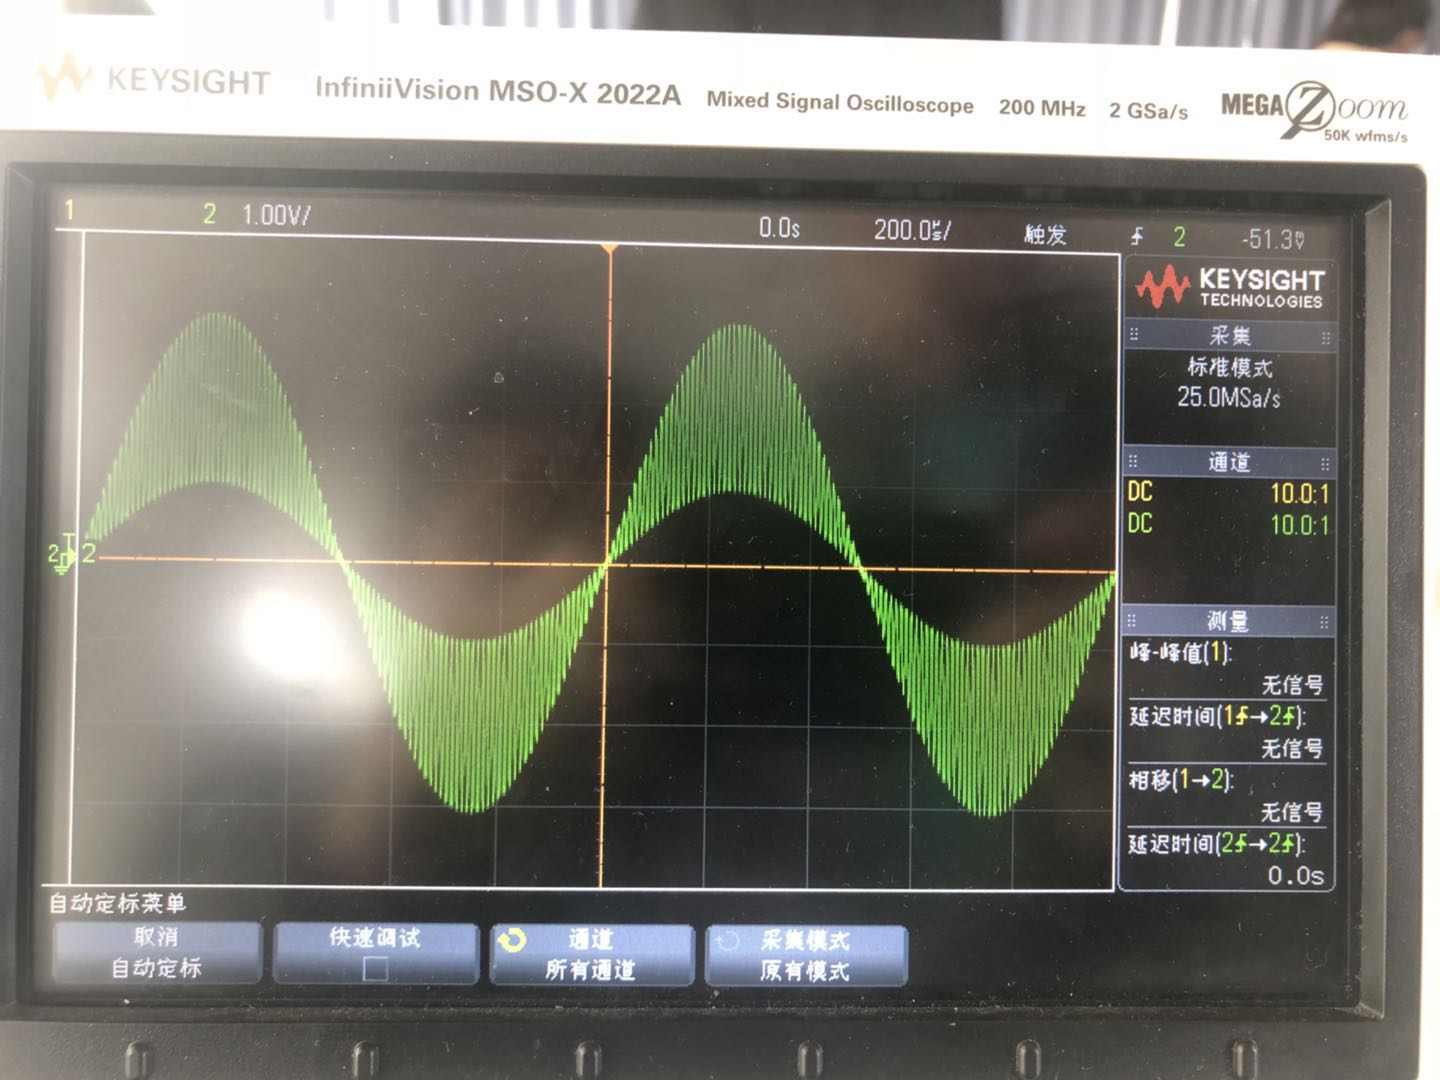 KEYSIGHT InfiniiVision MSO-X 2022A Mixed Signal Oscilloscope 200 MHz 2 GSa/s MEGA Zoom
50K wfms/s
1 2 1.00V/ 0.0s 200.0µs/ 触发 2 -51.3mV
KEYSIGHT
TECHNOLOGIES
采集
标准模式
25.0MSa/s
通道
DC 10.0:1
DC 10.0:1
T
2 2
测量
峰-峰值(1):
无信号
延迟时间(1→2):
无信号
相移(1→2):
无信号
延迟时间(2→2):
0.0s
自动定标菜单
取消
自动定标
快速调试
通道
所有通道
采集模式
原有模式